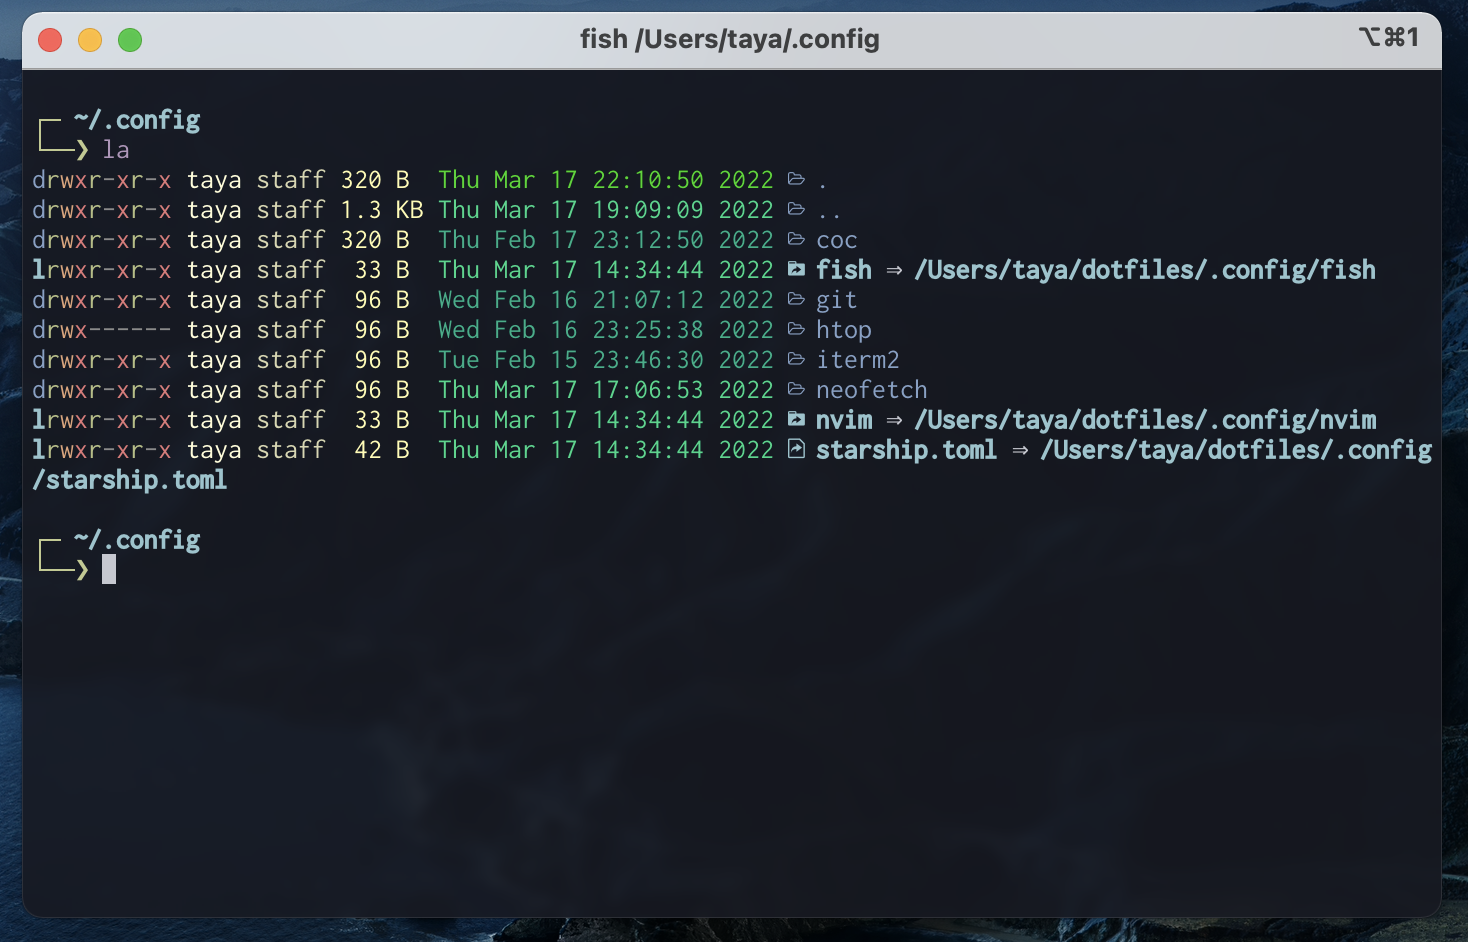 fish /Users/taya/.config ⌥⌘1
~/.config
❯ la
drwxr-xr-x taya staff 320 B  Thu Mar 17 22:10:50 2022 .
drwxr-xr-x taya staff 1.3 KB Thu Mar 17 19:09:09 2022 ..
drwxr-xr-x taya staff 320 B  Thu Feb 17 23:12:50 2022 coc
lrwxr-xr-x taya staff  33 B  Thu Mar 17 14:34:44 2022 fish ⇒ /Users/taya/dotfiles/.config/fish
drwxr-xr-x taya staff  96 B  Wed Feb 16 21:07:12 2022 git
drwx------ taya staff  96 B  Wed Feb 16 23:25:38 2022 htop
drwxr-xr-x taya staff  96 B  Tue Feb 15 23:46:30 2022 iterm2
drwxr-xr-x taya staff  96 B  Thu Mar 17 17:06:53 2022 neofetch
lrwxr-xr-x taya staff  33 B  Thu Mar 17 14:34:44 2022 nvim ⇒ /Users/taya/dotfiles/.config/nvim
lrwxr-xr-x taya staff  42 B  Thu Mar 17 14:34:44 2022 starship.toml ⇒ /Users/taya/dotfiles/.config
/starship.toml
~/.config
❯